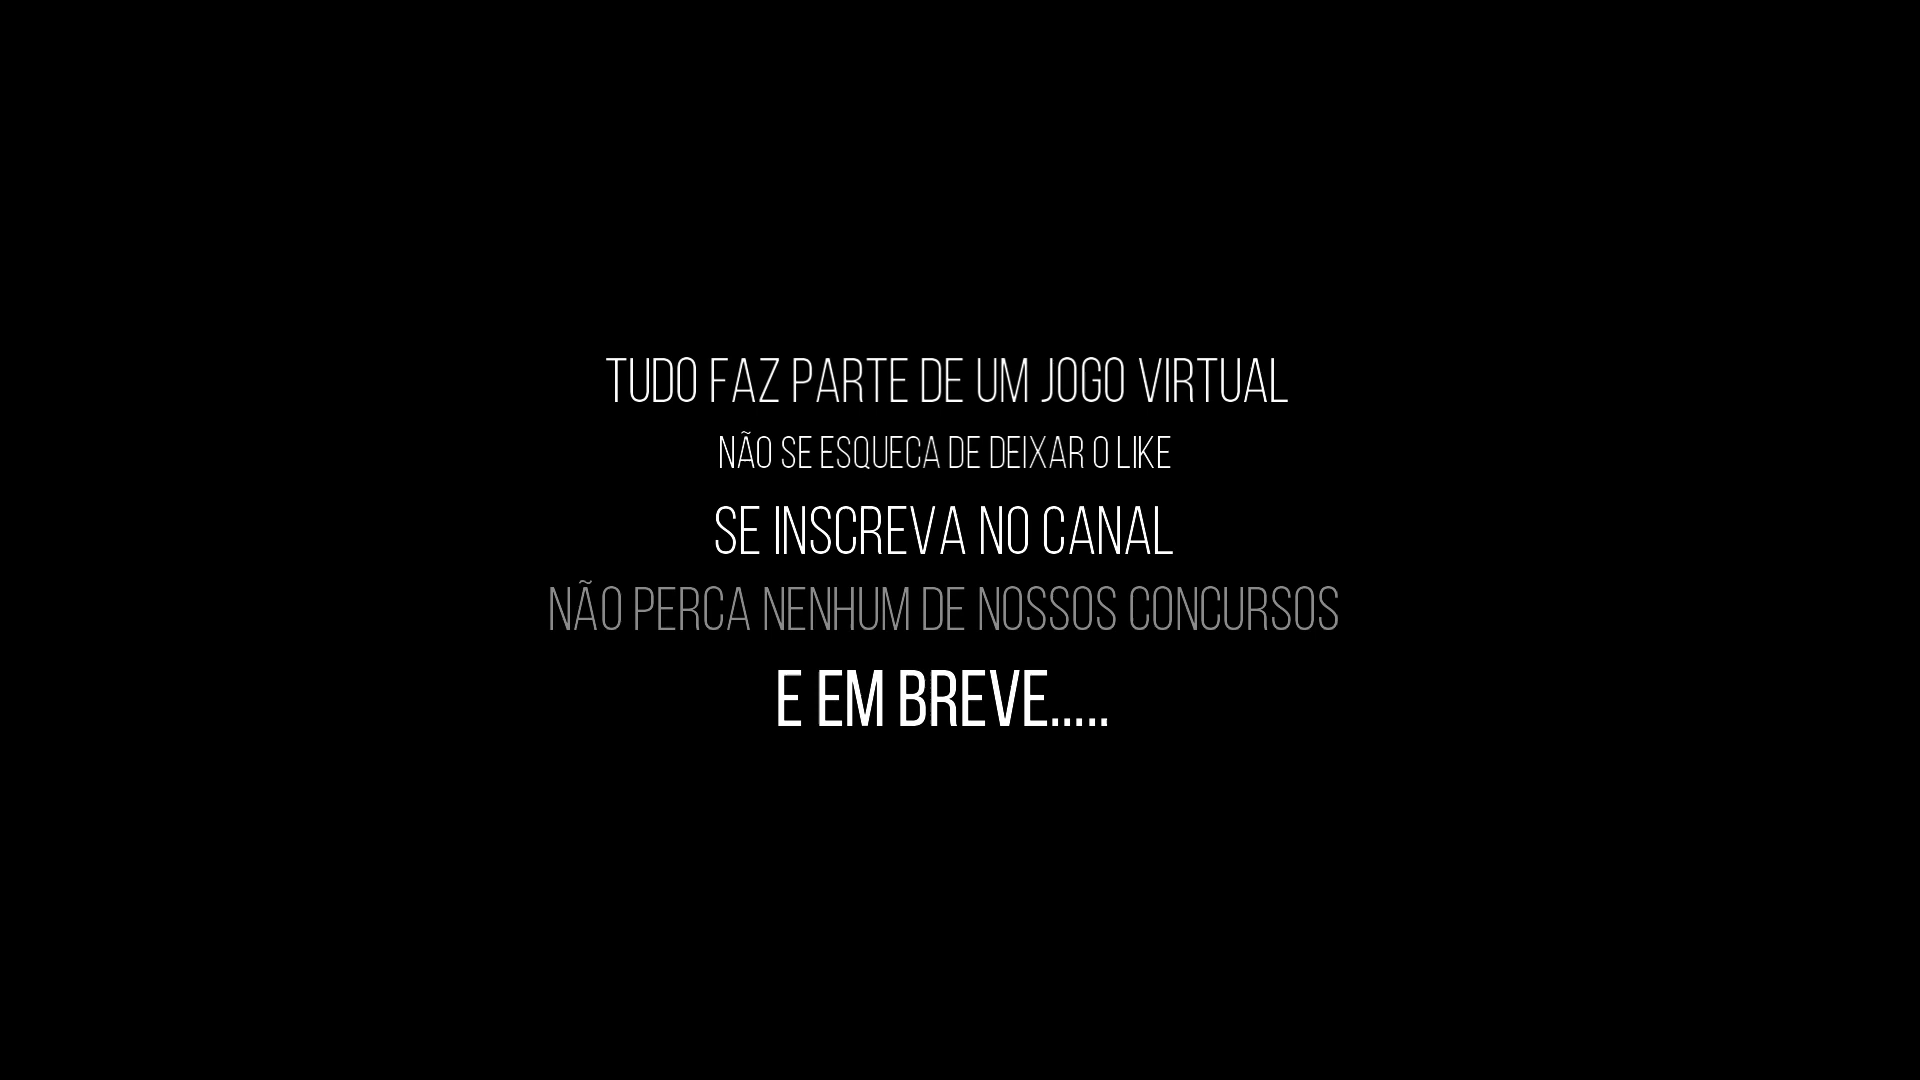 TUDO FAZ PARTE DE UM JOGO VIRTUAL
NÃO SE ESQUECA DE DEIXAR O LIKE
SE INSCREVA NO CANAL
NÃO PERCA NENHUM DE NOSSOS CONCURSOS
E EM BREVE.....